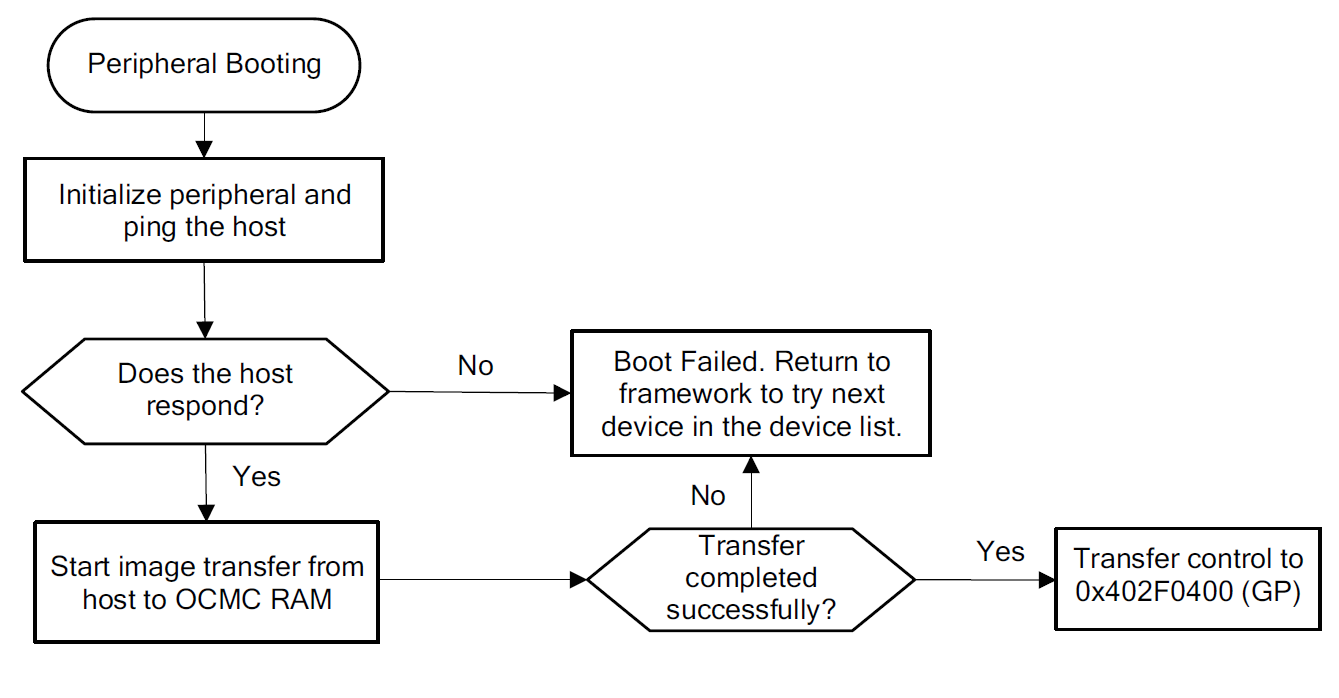 Peripheral Booting
Initialize peripheral and
ping the host
Does the host
respond?
No
Boot Failed. Return to
framework to try next
device in the device list.
Yes
No
Start image transfer from
host to OCMC RAM
Transfer
completed
successfully?
Yes
Transfer control to
0x402F0400 (GP)